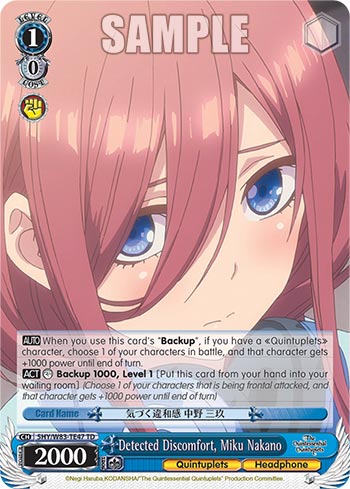 SAMPLE
LEVEL
1
0
COST
AUTO When you use this card's "Backup", if you have a «Quintuplets»
character, choose 1 of your characters in battle, and that character gets
+1000 power until end of turn.
ACT Backup 1000, Level 1 [Put this card from your hand into your
waiting room] (Choose 1 of your characters that is being frontal attacked, and
that character gets +1000 power until end of turn)
Card Name
気づく違和感 中野 三玖
CH 5HY/W83-TE47 TD
Detected Discomfort, Miku Nakano
The Quintessential Quintuplets
POWER
2000
Quintuplets
Headphone
©Negi Haruba,KODANSHA/"The Quintessential Quintuplets" Production Committee.